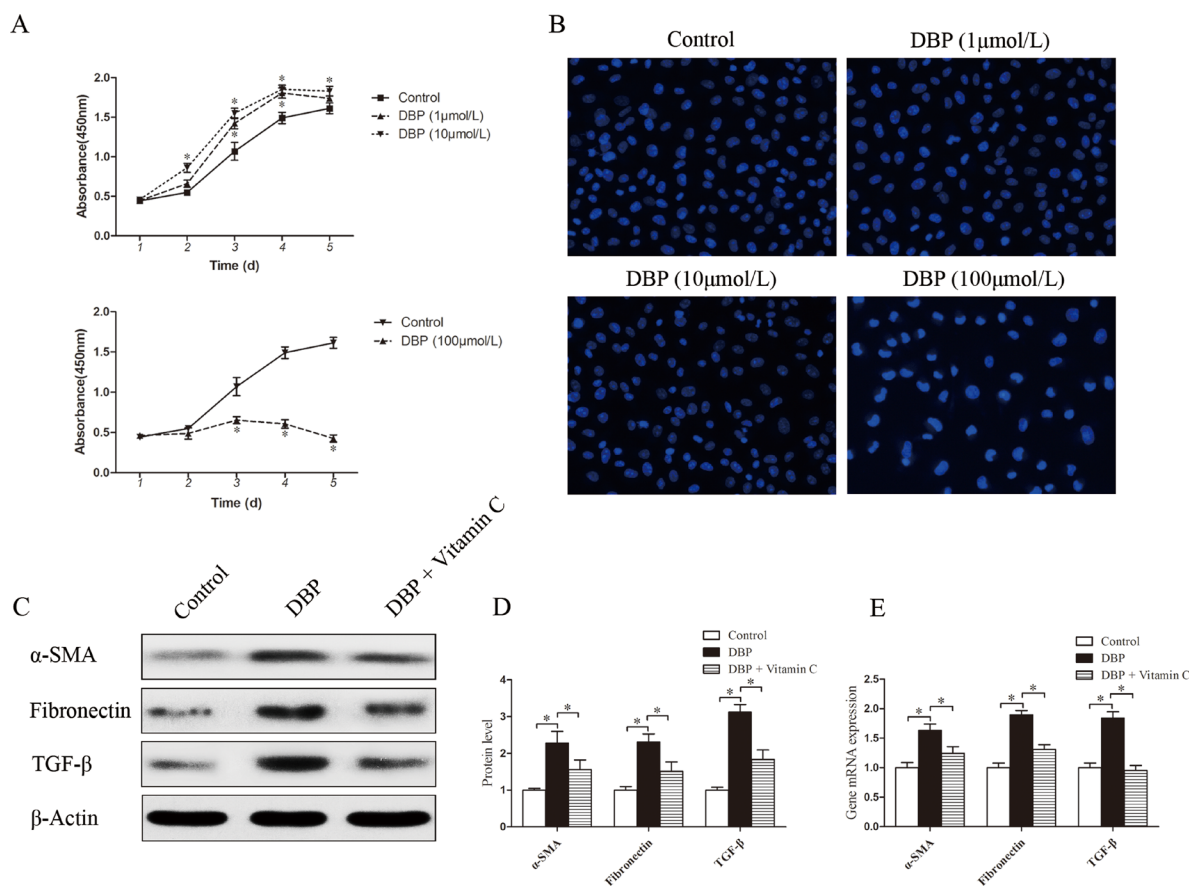 A
Absorbance(450nm)
2.0
1.5
1.0
0.5
0.0
*
*
*
*
*
*
1
2
3
4
5
Time (d)
Control
DBP (1μmol/L)
DBP (10μmol/L)
Absorbance(450nm)
2.0
1.5
1.0
0.5
0.0
*
*
*
1
2
3
4
5
Time (d)
Control
DBP (100μmol/L)
B
Control
DBP (1μmol/L)
DBP (10μmol/L)
DBP (100μmol/L)
C
Control
DBP
DBP + Vitamin C
α-SMA
Fibronectin
TGF-β
β-Actin
D
Control
DBP
DBP + Vitamin C
Protein level
4
3
2
1
0
* *
* *
* *
α-SMA
Fibronectin
TGF-β
E
Control
DBP
DBP + Vitamin C
Gene mRNA expression
2.5
2.0
1.5
1.0
0.5
0.0
* *
* *
* *
α-SMA
Fibronectin
TGF-β